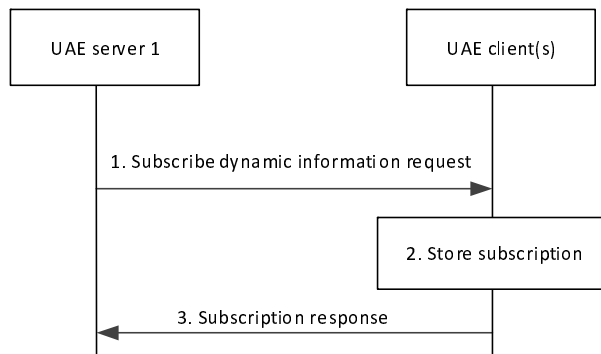 UAE server 1
UAE client(s)
1. Subscribe dynamic information request
2. Store subscription
3. Subscription response